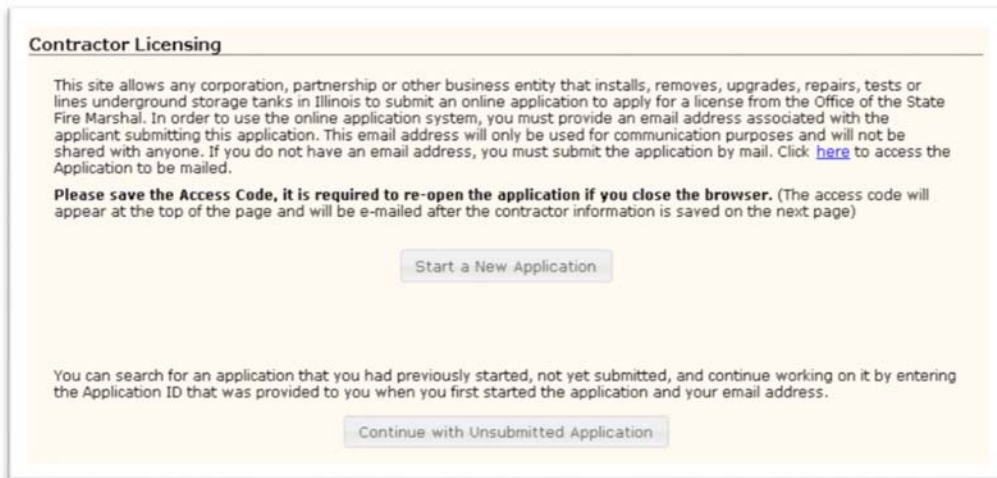 Contractor Licensing
This site allows any corporation, partnership or other business entity that installs, removes, upgrades, repairs, tests or
lines underground storage tanks in Illinois to submit an online application to apply for a license from the Office of the State
Fire Marshal. In order to use the online application system, you must provide an email address associated with the
applicant submitting this application. This email address will only be used for communication purposes and will not be
shared with anyone. If you do not have an email address, you must submit the application by mail. Click here to access the
Application to be mailed.
Please save the Access Code, it is required to re-open the application if you close the browser. (The access code will
appear at the top of the page and will be e-mailed after the contractor information is saved on the next page)
Start a New Application
You can search for an application that you had previously started, not yet submitted, and continue working on it by entering
the Application ID that was provided to you when you first started the application and your email address.
Continue with Unsubmitted Application